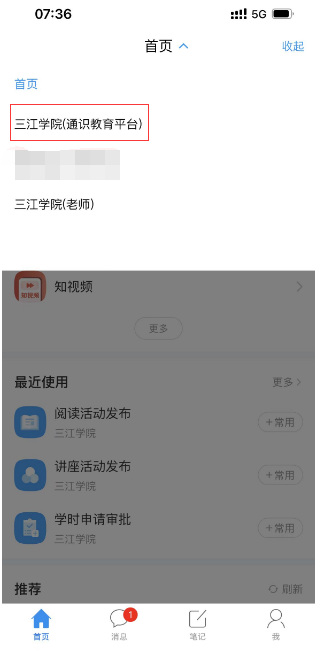 07:36
5G
首页
收起
首页
三江学院(通识教育平台)
三江学院(老师)
知视频
知视频
更多
最近使用
更多
阅读活动发布
三江学院
+常用
讲座活动发布
三江学院
+常用
学时申请审批
三江学院
+常用
推荐
刷新
1
首页
消息
笔记
我